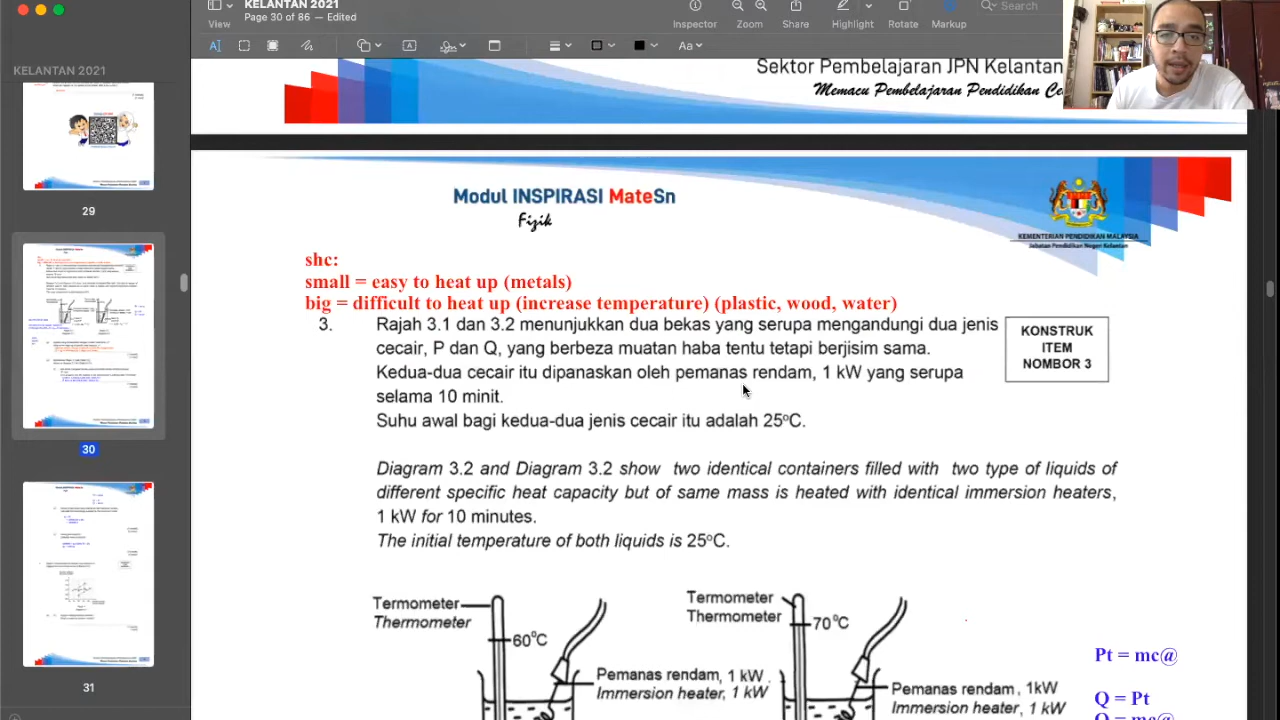 KELANTAN 2021
Page 30 of 86 — Edited
View
Inspector
Zoom
Share
Highlight
Rotate
Markup
Search
Aa
KELANTAN 2021
29
30
31
Sektor Pembelajaran JPN Kelantan
Memacu Pembelajaran Pendidikan
Modul INSPIRASI MateSn
Fizik
KEMENTERIAN PENDIDIKAN MALAYSIA
Jabatan Pendidikan Negeri Kelantan
shc:
small = easy to heat up (metals)
big = difficult to heat up (increase temperature) (plastic, wood, water)
3. Rajah 3.1 dan 3.2 menunjukkan dua bekas yang serupa mengandungi dua jenis
cecair P dan Q yang berbeza muatan haba tentu tetapi berjisim sama.
Kedua-dua cecair itu dipanaskan oleh pemanas rendam, 1 kW yang serupa
selama 10 minit.
Suhu awal bagi kedua-dua jenis cecair itu adalah 25°C.
KONSTRUK
ITEM
NOMBOR 3
Diagram 3.2 and Diagram 3.2 show two identical containers filled with two type of liquids of
different specific heat capacity but of same mass is heated with identical immersion heaters,
1 kW for 10 minutes.
The initial temperature of both liquids is 25°C.
Termometer
Thermometer
60°C
Pemanas rendam, 1 kW
Immersion heater, 1 kW
Termometer
Thermometer
70°C
Pemanas rendam, 1kW
Immersion heater, 1 kW
Pt = mc@
Q = Pt
Q = mc@